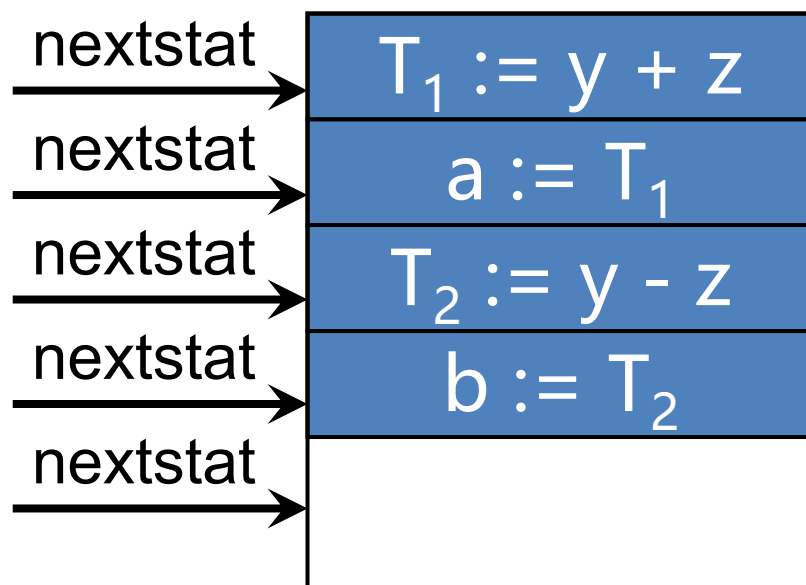 nextstat
T₁ := y + z
nextstat
a := T₁
nextstat
T₂ := y - z
nextstat
b := T₂
nextstat